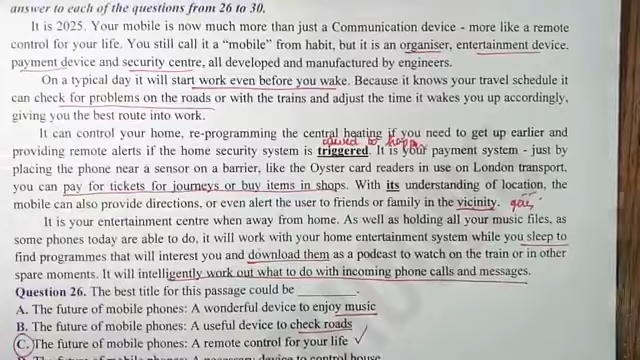 answer to each of the questions from 26 to 30.
It is 2025. Your mobile is now much more than just a Communication device - more like a remote
control for your life. You still call it a “mobile” from habit, but it is an organiser, entertainment device,
payment device and security centre, all developed and manufactured by engineers.
On a typical day it will start work even before you wake. Because it knows your travel schedule it
can check for problems on the roads or with the trains and adjust the time it wakes you up accordingly,
giving you the best route into work.
It can control your home, re-programming the central heating if you need to get up earlier and
providing remote alerts if the home security system is triggered. It is your payment system - just by
placing the phone near a sensor on a barrier, like the Oyster card readers in use on London transport,
you can pay for tickets for journeys or buy items in shops. With its understanding of location, the
mobile can also provide directions, or even alert the user to friends or family in the vicinity.
It is your entertainment centre when away from home. As well as holding all your music files, as
some phones today are able to do, it will work with your home entertainment system while you sleep to
find programmes that will interest you and download them as a podcast to watch on the train or in other
spare moments. It will intelligently work out what to do with incoming phone calls and messages.
Question 26. The best title for this passage could be ________.
A. The future of mobile phones: A wonderful device to enjoy music
B. The future of mobile phones: A useful device to check roads
C. The future of mobile phones: A remote control for your life
D. The future of mobile phones: A necessary device to control house